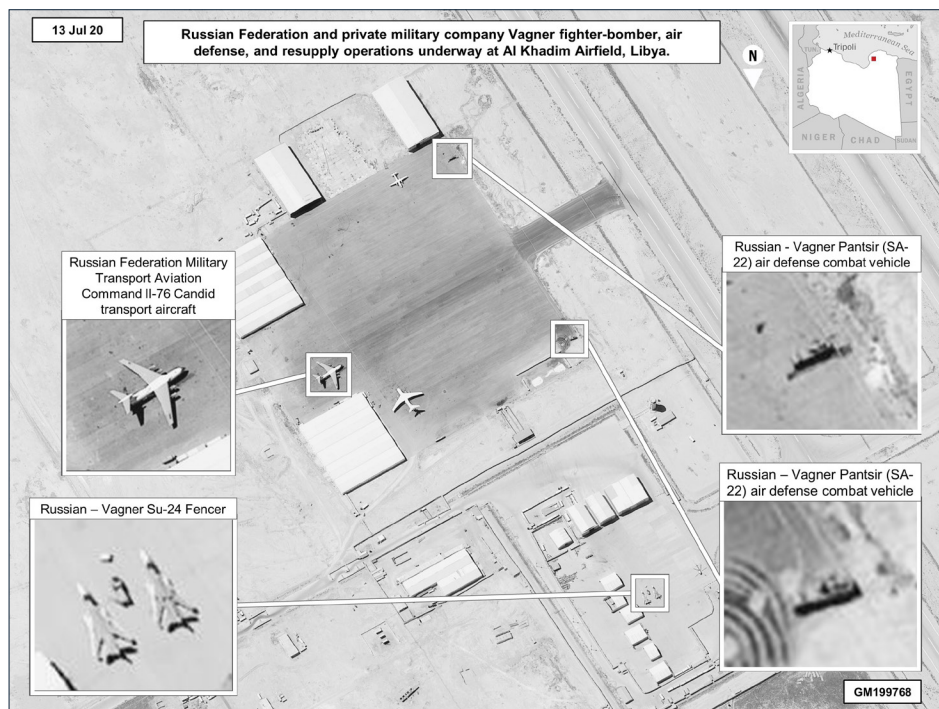 13 Jul 20
Russian Federation and private military company Vagner fighter-bomber, air
defense, and resupply operations underway at Al Khadim Airfield, Libya.
N
Mediterranean Sea
TUN.
Tripoli
ALGERIA
EGYPT
NIGER
CHAD
SUDAN
Russian Federation Military
Transport Aviation
Command Il-76 Candid
transport aircraft
Russian - Vagner Pantsir (SA-
22) air defense combat vehicle
Russian – Vagner Su-24 Fencer
Russian – Vagner Pantsir (SA-
22) air defense combat vehicle
GM199768